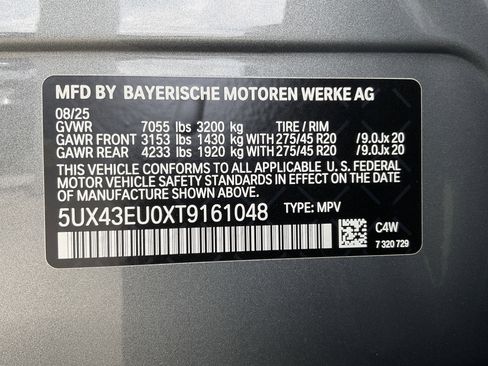 MFD BY BAYERISCHE MOTOREN WERKE AG
08/25
GVWR 7055 lbs 3200 kg TIRE / RIM
GAWR FRONT 3153 lbs 1430 kg WITH 275/45 R20 / 9.0Jx 20
GAWR REAR 4233 lbs 1920 kg WITH 275/45 R20 / 9.0Jx 20
THIS VEHICLE CONFORMS TO ALL APPLICABLE U. S. FEDERAL
MOTOR VEHICLE SAFETY STANDARDS IN EFFECT ON THE
DATE OF MANUFACTURE SHOWN ABOVE.
5UX43EU0XT9161048 TYPE: MPV
C4W
7 320 729